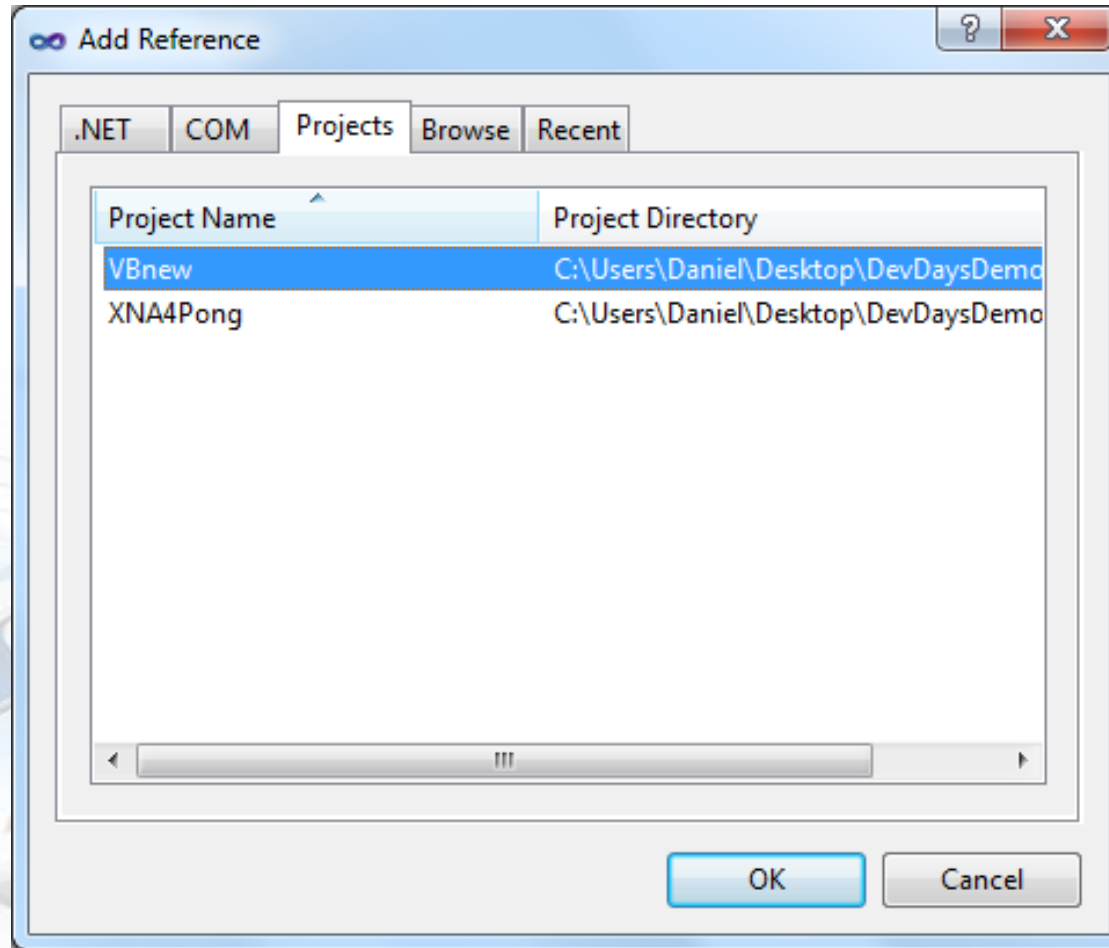 Add Reference
.NET COM Projects Browse Recent
Project Name Project Directory
VBnew C:\Users\Daniel\Desktop\DevDaysDemo
XNA4Pong C:\Users\Daniel\Desktop\DevDaysDemo
OK Cancel